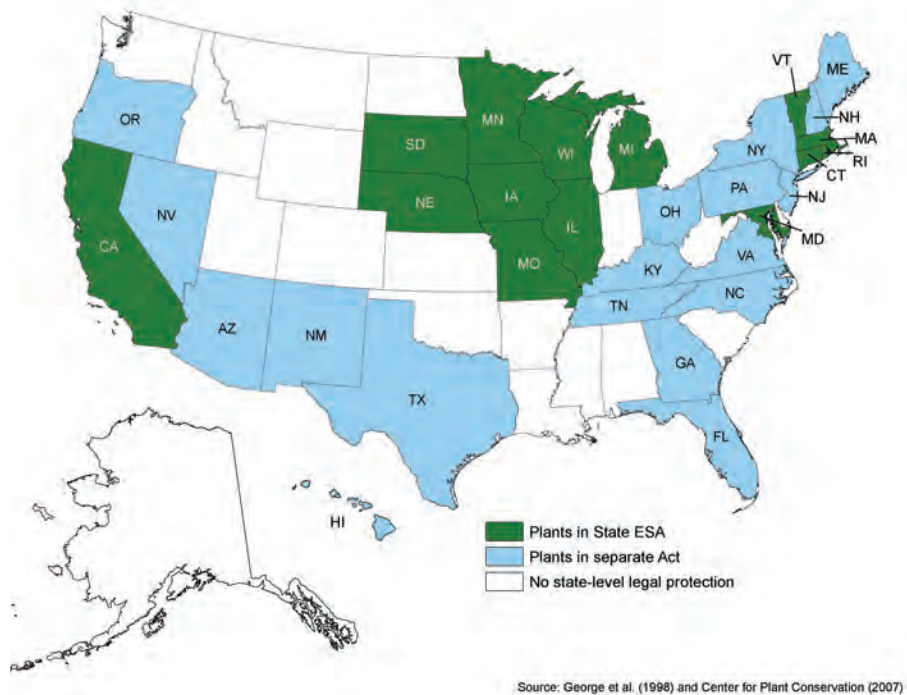 VT
ME
OR
MN
NH
SD
WI
MI
NY
MA
RI
CT
NE
IA
PA
NJ
NV
IL
OH
CA
MO
MD
KY
VA
TN
NC
AZ
NM
GA
TX
FL
HI
Plants in State ESA
Plants in separate Act
No state-level legal protection
Source: George et al. (1998) and Center for Plant Conservation (2007)